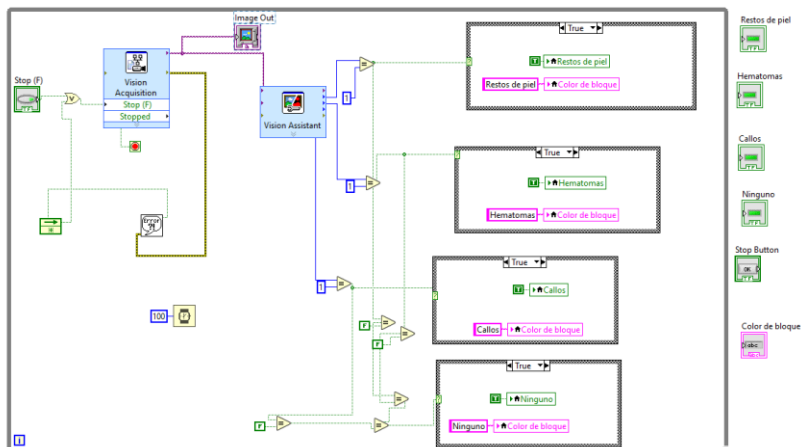 Image Out
True
Restos de piel
T
Restos de piel
Restos de piel
Color de bloque
Hematomas
Stop (F)
Vision
Acquisition
Stop (F)
Stopped
1
Vision Assistant
True
Callos
T
Hematomas
1
Hematomas
Color de bloque
Ninguno
Error
?!
Stop Button
OK
True
1
T
Callos
100
F
Callos
Color de bloque
Color de bloque
abc
F
True
T
Ninguno
F
Ninguno
Color de bloque
i